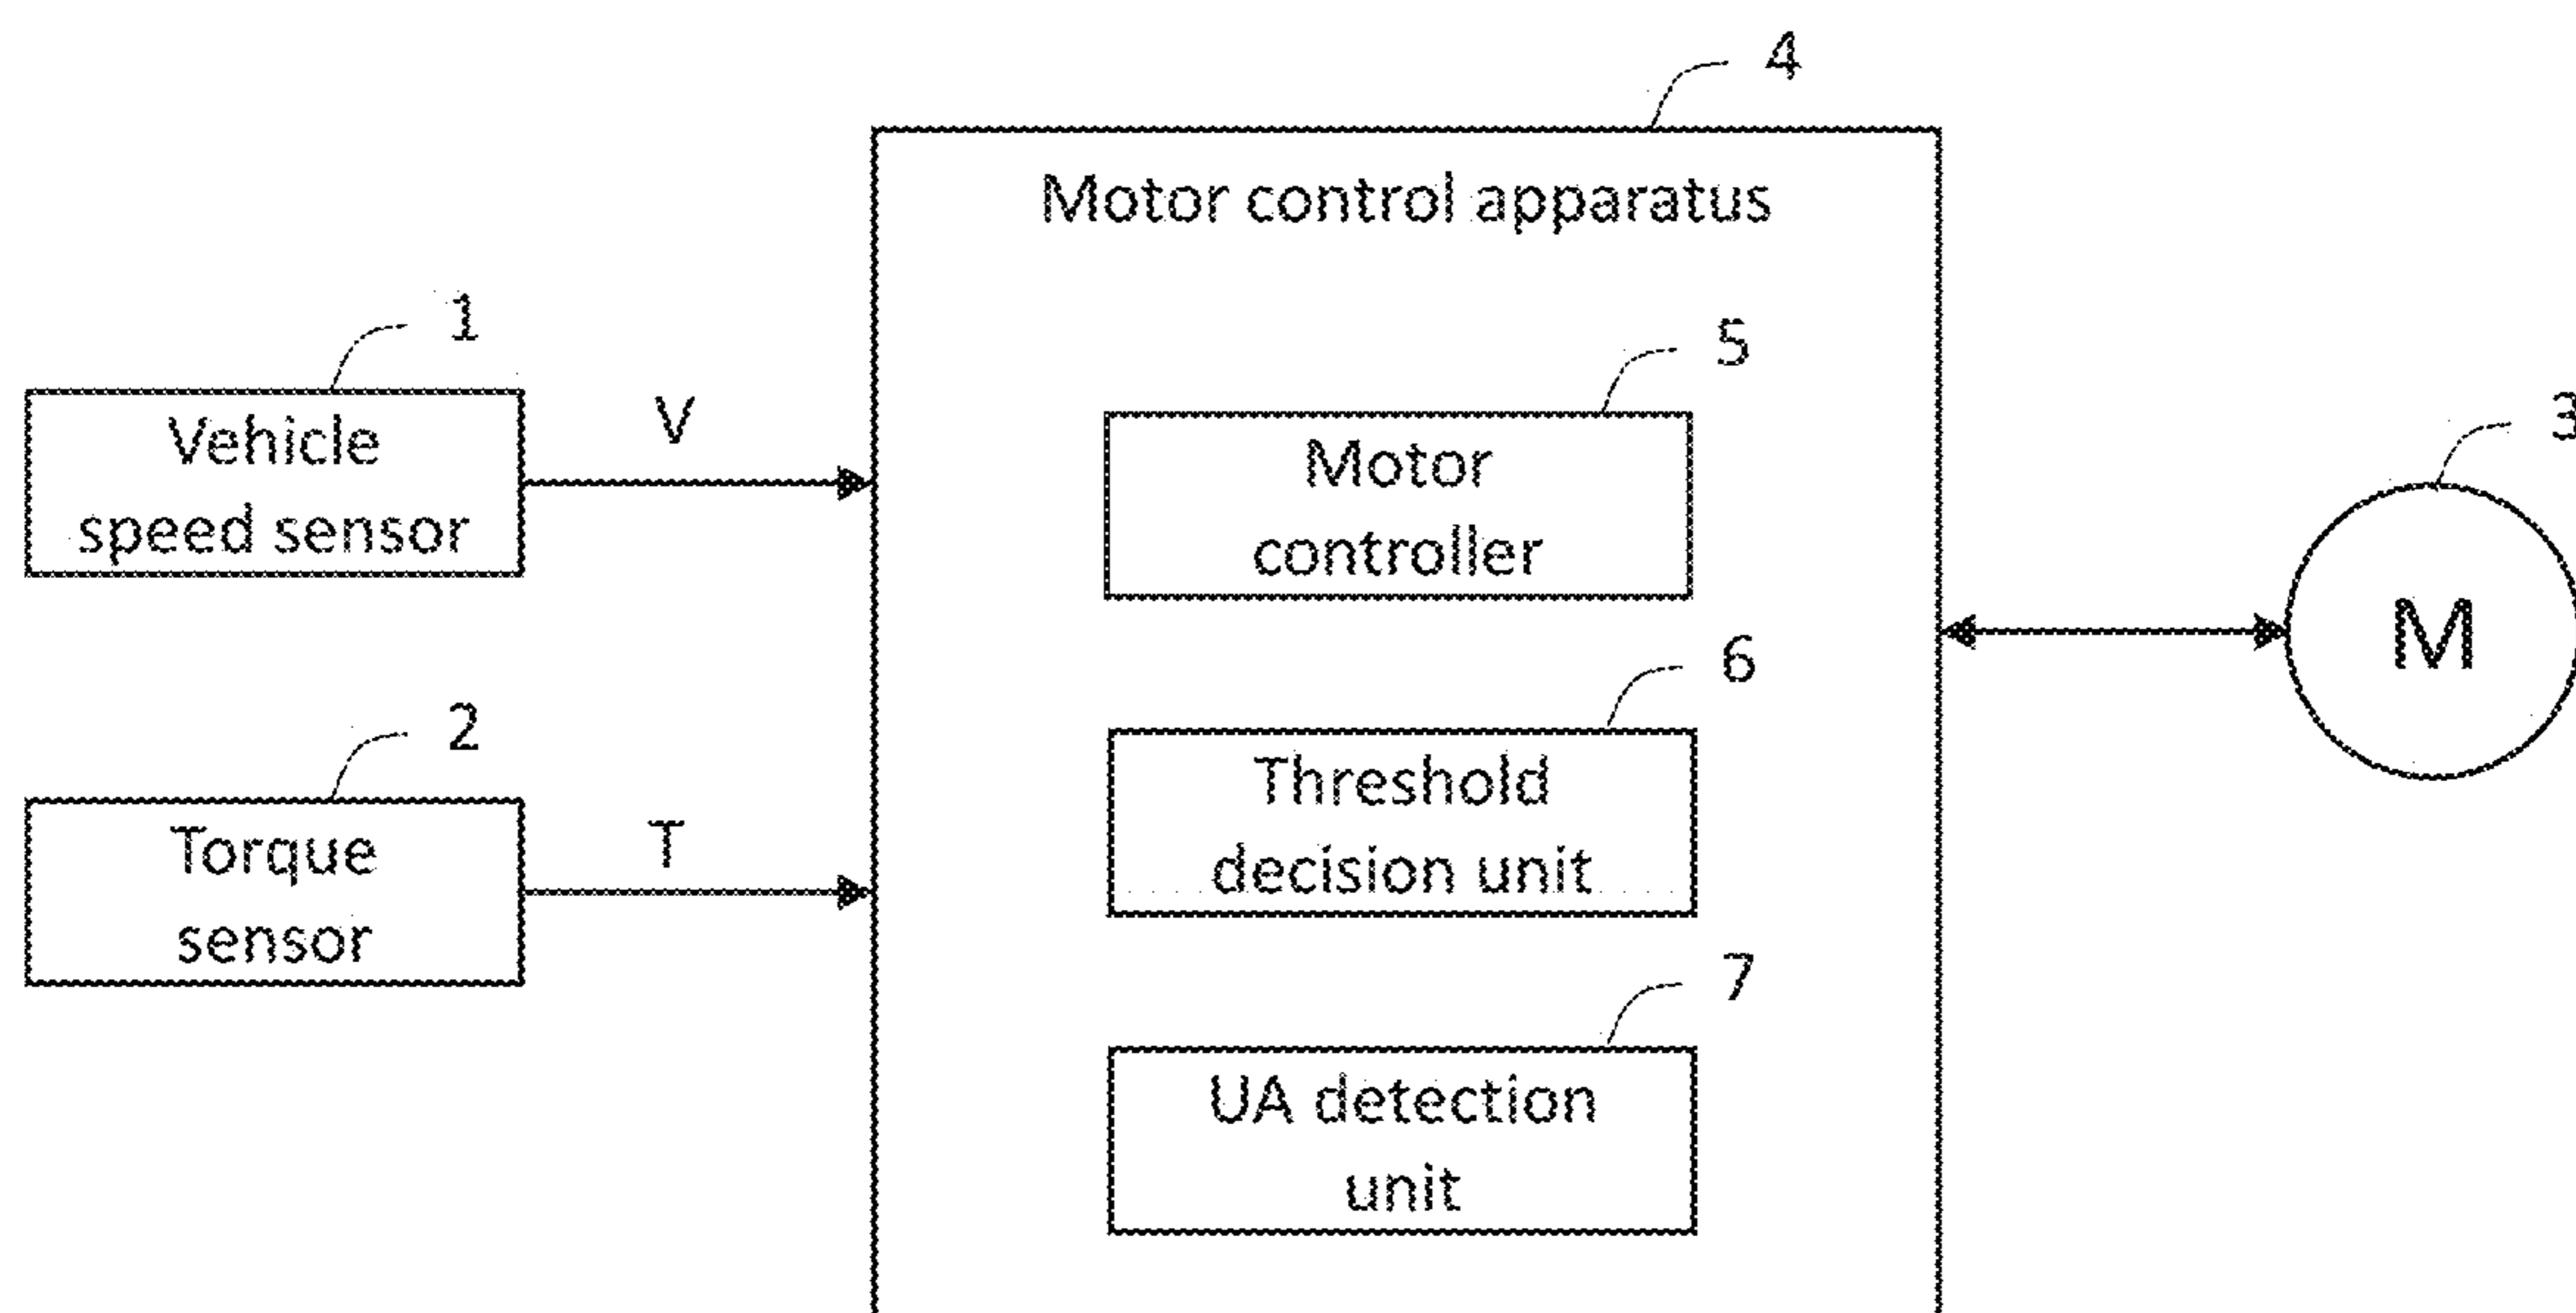 4
Motor control apparatus
1
Vehicle
speed sensor
V
5
Motor
controller
3
M
2
Torque
sensor
T
6
Threshold
decision unit
7
UA detection
unit